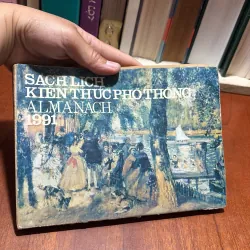 SÁCH LỊCH
KIẾN THỨC PHỔ THÔNG
ALMANACH
1991